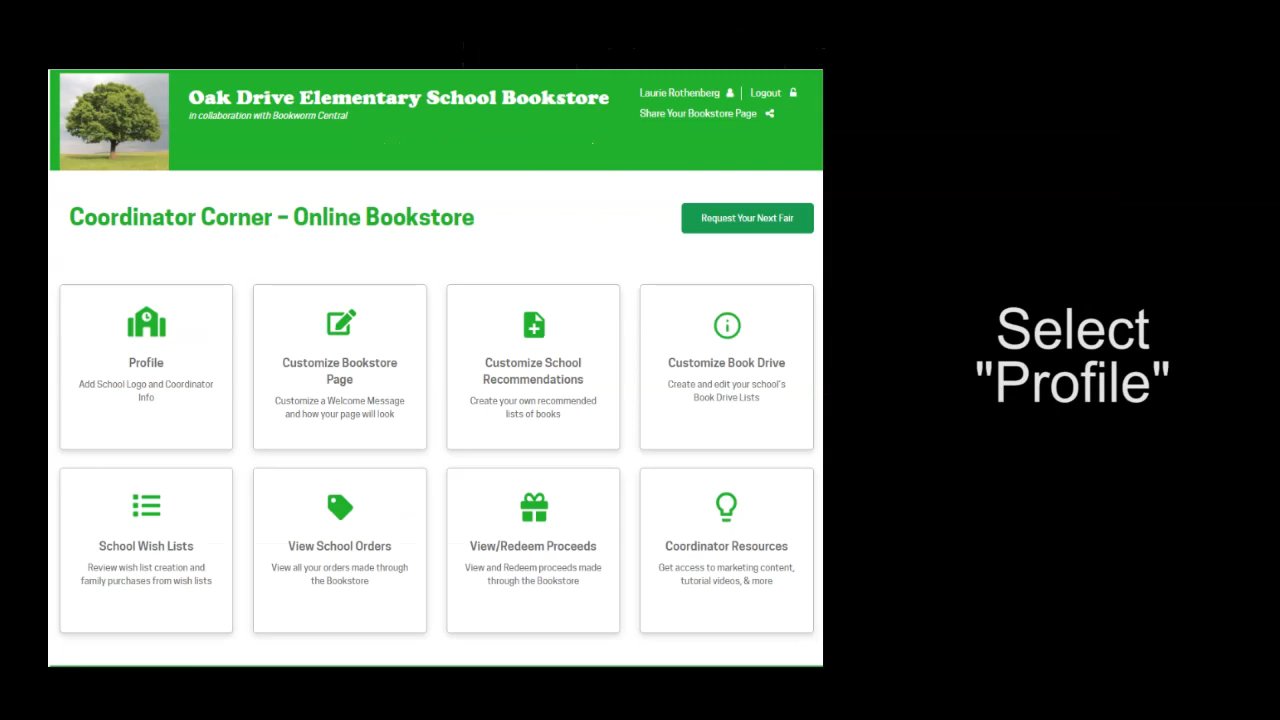 Oak Drive Elementary School Bookstore
in collaboration with Bookworm Central
Laurie Rothenberg
Logout
Share Your Bookstore Page
Coordinator Corner – Online Bookstore
Request Your Next Fair
Profile
Add School Logo and Coordinator
Info
Customize Bookstore
Page
Customize a Welcome Message
and how your page will look
Customize School
Recommendations
Create your own recommended
lists of books
Customize Book Drive
Create and edit your school's
Book Drive Lists
School Wish Lists
Review wish list creation and
family purchases from wish lists
View School Orders
View all your orders made through
the Bookstore
View/Redeem Proceeds
View and Redeem proceeds made
through the Bookstore
Coordinator Resources
Get access to marketing content,
tutorial videos, & more
Select
"Profile"